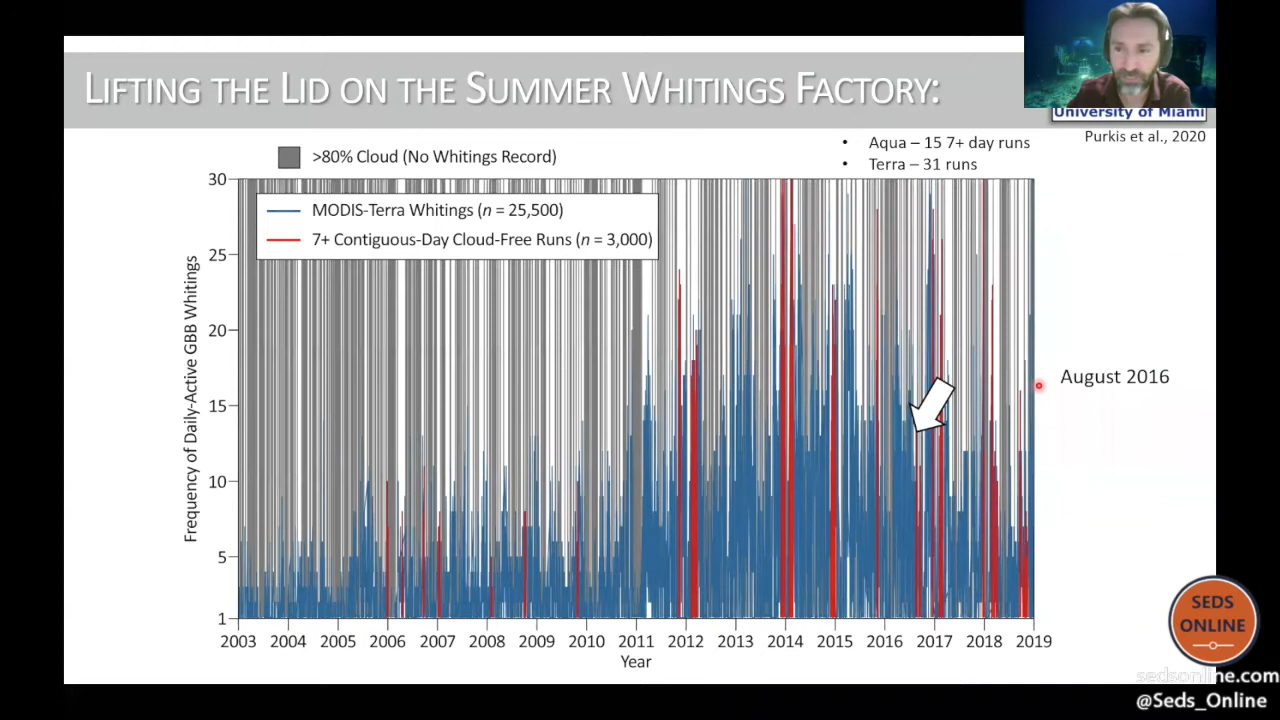 LIFTING THE LID ON THE SUMMER WHITINGS FACTORY:
University of Miami
Purkis et al., 2020
• Aqua – 15 7+ day runs
• Terra – 31 runs
>80% Cloud (No Whitings Record)
MODIS-Terra Whitings (n = 25,500)
7+ Contiguous-Day Cloud-Free Runs (n = 3,000)
Frequency of Daily-Active GBB Whitings
30
25
20
15
10
5
1
August 2016
2003 2004 2005 2006 2007 2008 2009 2010 2011 2012 2013 2014 2015 2016 2017 2018 2019
Year
SEDS
ONLINE
sedsonline.com
@Seds_Online